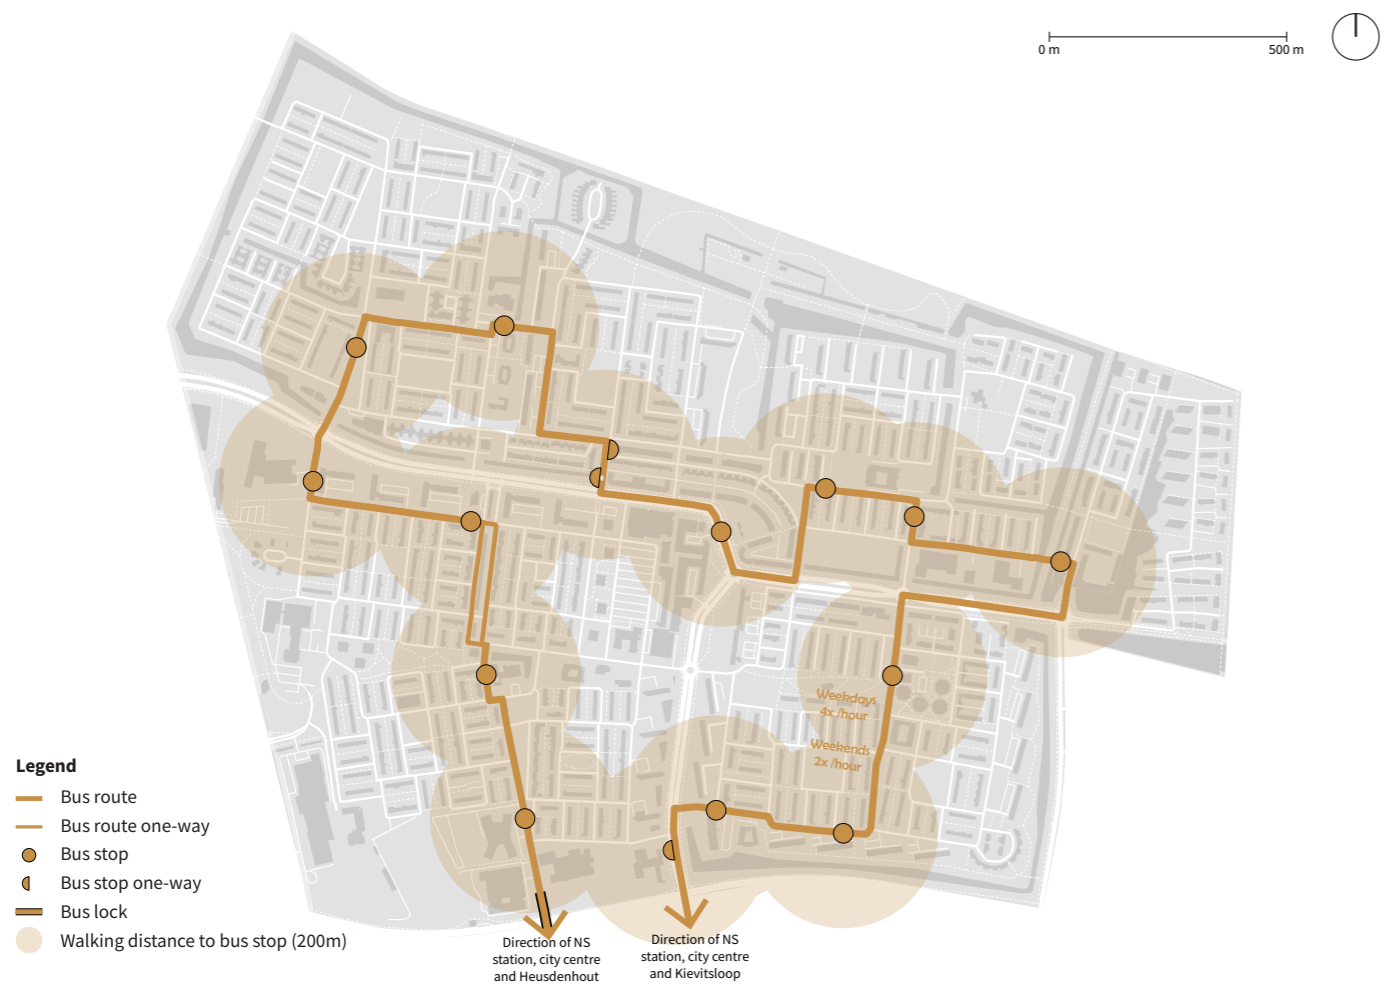 0 m 500 m
Weekdays
4x /hour
Weekends
2x /hour
Legend
Bus route
Bus route one-way
Bus stop
Bus stop one-way
Bus lock
Walking distance to bus stop (200m)
Direction of NS
station, city centre
and Heusdenhout
Direction of NS
station, city centre
and Kievitsloop